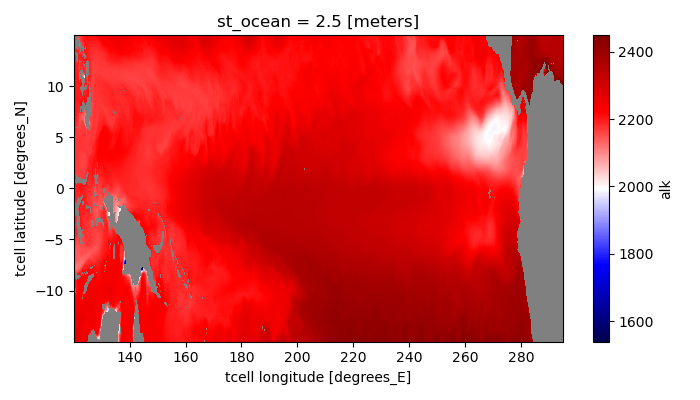 st_ocean = 2.5 [meters]
10
5
0
−5
−10
tcell latitude [degrees_N]
140 160 180 200 220 240 260 280
tcell longitude [degrees_E]
2400
2200
2000
1800
1600
alk